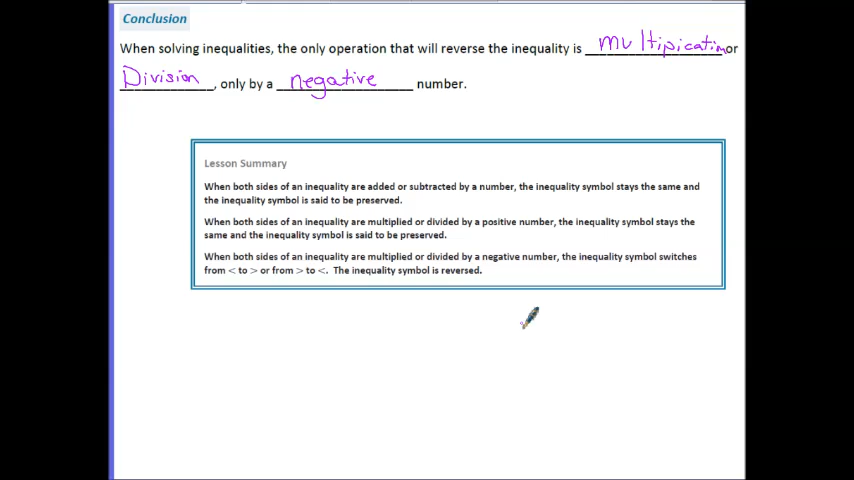 Conclusion
When solving inequalities, the only operation that will reverse the inequality is multipication or
Division, only by a negative number.
Lesson Summary
When both sides of an inequality are added or subtracted by a number, the inequality symbol stays the same and
the inequality symbol is said to be preserved.
When both sides of an inequality are multiplied or divided by a positive number, the inequality symbol stays the
same and the inequality symbol is said to be preserved.
When both sides of an inequality are multiplied or divided by a negative number, the inequality symbol switches
from < to > or from > to <. The inequality symbol is reversed.